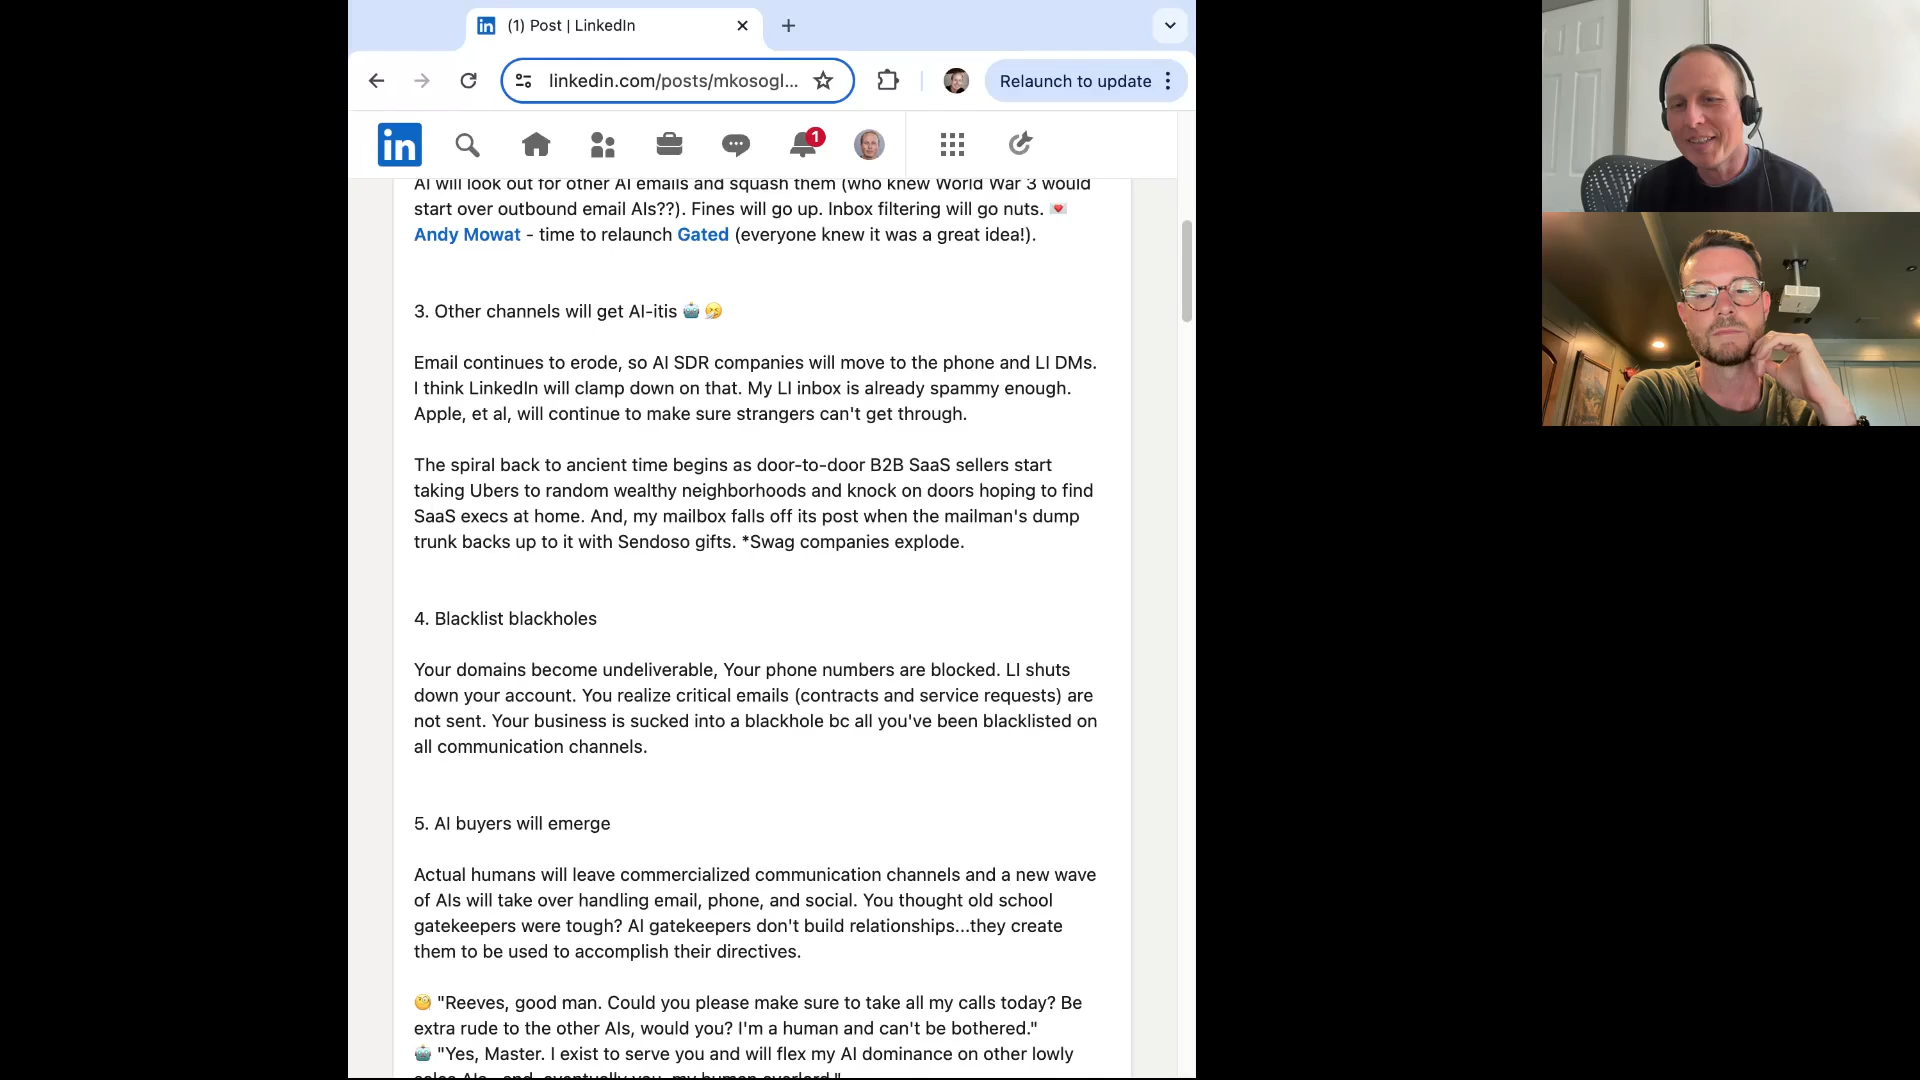 (1) Post | LinkedIn
linkedin.com/posts/mkosogl...
Relaunch to update
in
1
AI will look out for other AI emails and squash them (who knew World War 3 would
start over outbound email AIs??). Fines will go up. Inbox filtering will go nuts. 💌
Andy Mowat - time to relaunch Gated (everyone knew it was a great idea!).
3. Other channels will get AI-itis 🤖 🤧
Email continues to erode, so AI SDR companies will move to the phone and LI DMs.
I think LinkedIn will clamp down on that. My LI inbox is already spammy enough.
Apple, et al, will continue to make sure strangers can't get through.
The spiral back to ancient time begins as door-to-door B2B SaaS sellers start
taking Ubers to random wealthy neighborhoods and knock on doors hoping to find
SaaS execs at home. And, my mailbox falls off its post when the mailman's dump
trunk backs up to it with Sendoso gifts. *Swag companies explode.
4. Blacklist blackholes
Your domains become undeliverable, Your phone numbers are blocked. LI shuts
down your account. You realize critical emails (contracts and service requests) are
not sent. Your business is sucked into a blackhole bc all you've been blacklisted on
all communication channels.
5. AI buyers will emerge
Actual humans will leave commercialized communication channels and a new wave
of AIs will take over handling email, phone, and social. You thought old school
gatekeepers were tough? AI gatekeepers don't build relationships...they create
them to be used to accomplish their directives.
🧐 "Reeves, good man. Could you please make sure to take all my calls today? Be
extra rude to the other AIs, would you? I'm a human and can't be bothered."
🤖 "Yes, Master. I exist to serve you and will flex my AI dominance on other lowly
sales AIs...and, eventually you, my human overlord."